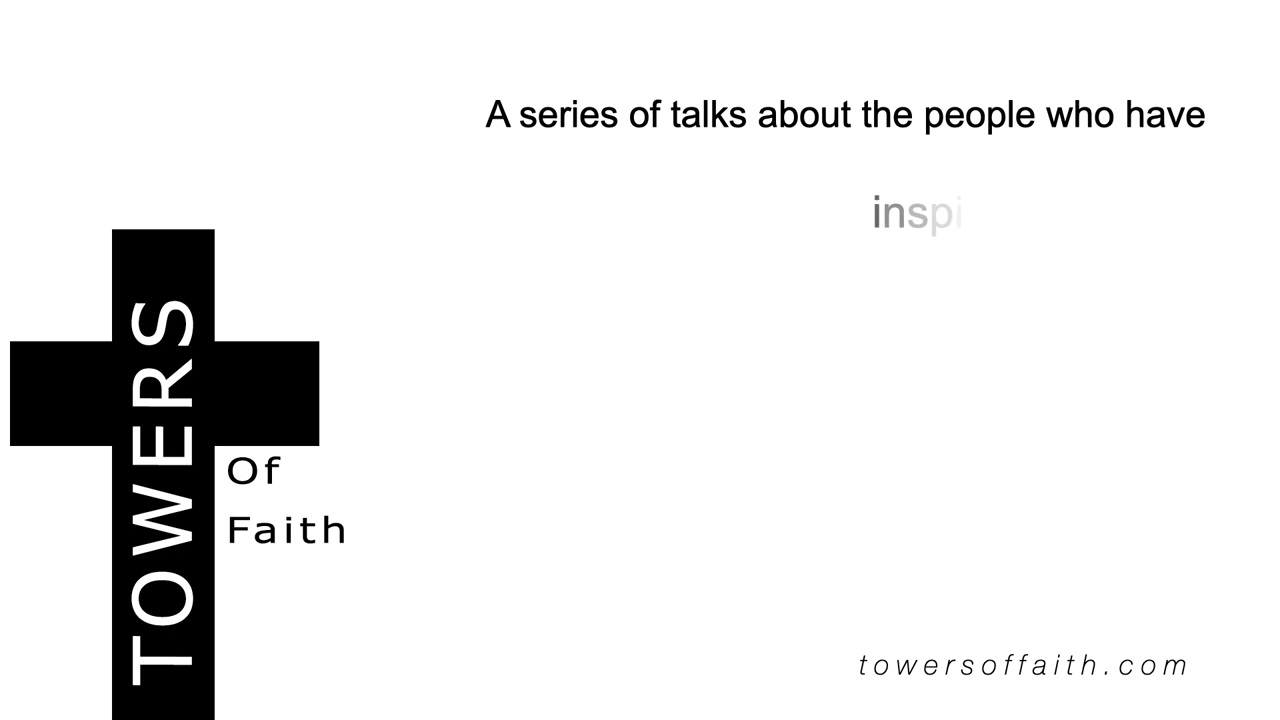 A series of talks about the people who have
inspi
TOWERS
Of
Faith
towersoffaith.com